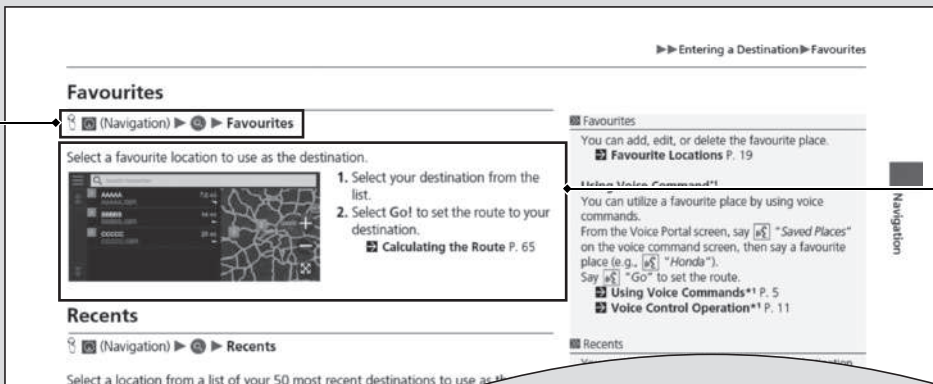 ▶▶Entering a Destination▶Favourites
Favourites
(Navigation) ▶ ▶ Favourites
Select a favourite location to use as the destination.
AAAAA
BBBBB
CCCCC
1. Select your destination from the
list.
2. Select Go! to set the route to your
destination.
Calculating the Route P. 65
Recents
(Navigation) ▶ ▶ Recents
Select a location from a list of your 50 most recent destinations to use as
Favourites
You can add, edit, or delete the favourite place.
Favourite Locations P. 19
Using Voice Command*1
You can utilize a favourite place by using voice
commands.
From the Voice Portal screen, say "Saved Places"
on the voice command screen, then say a favourite
place (e.g., "Honda").
Say "Go" to set the route.
Using Voice Commands*1 P. 5
Voice Control Operation*1 P. 11
Recents
Navigation